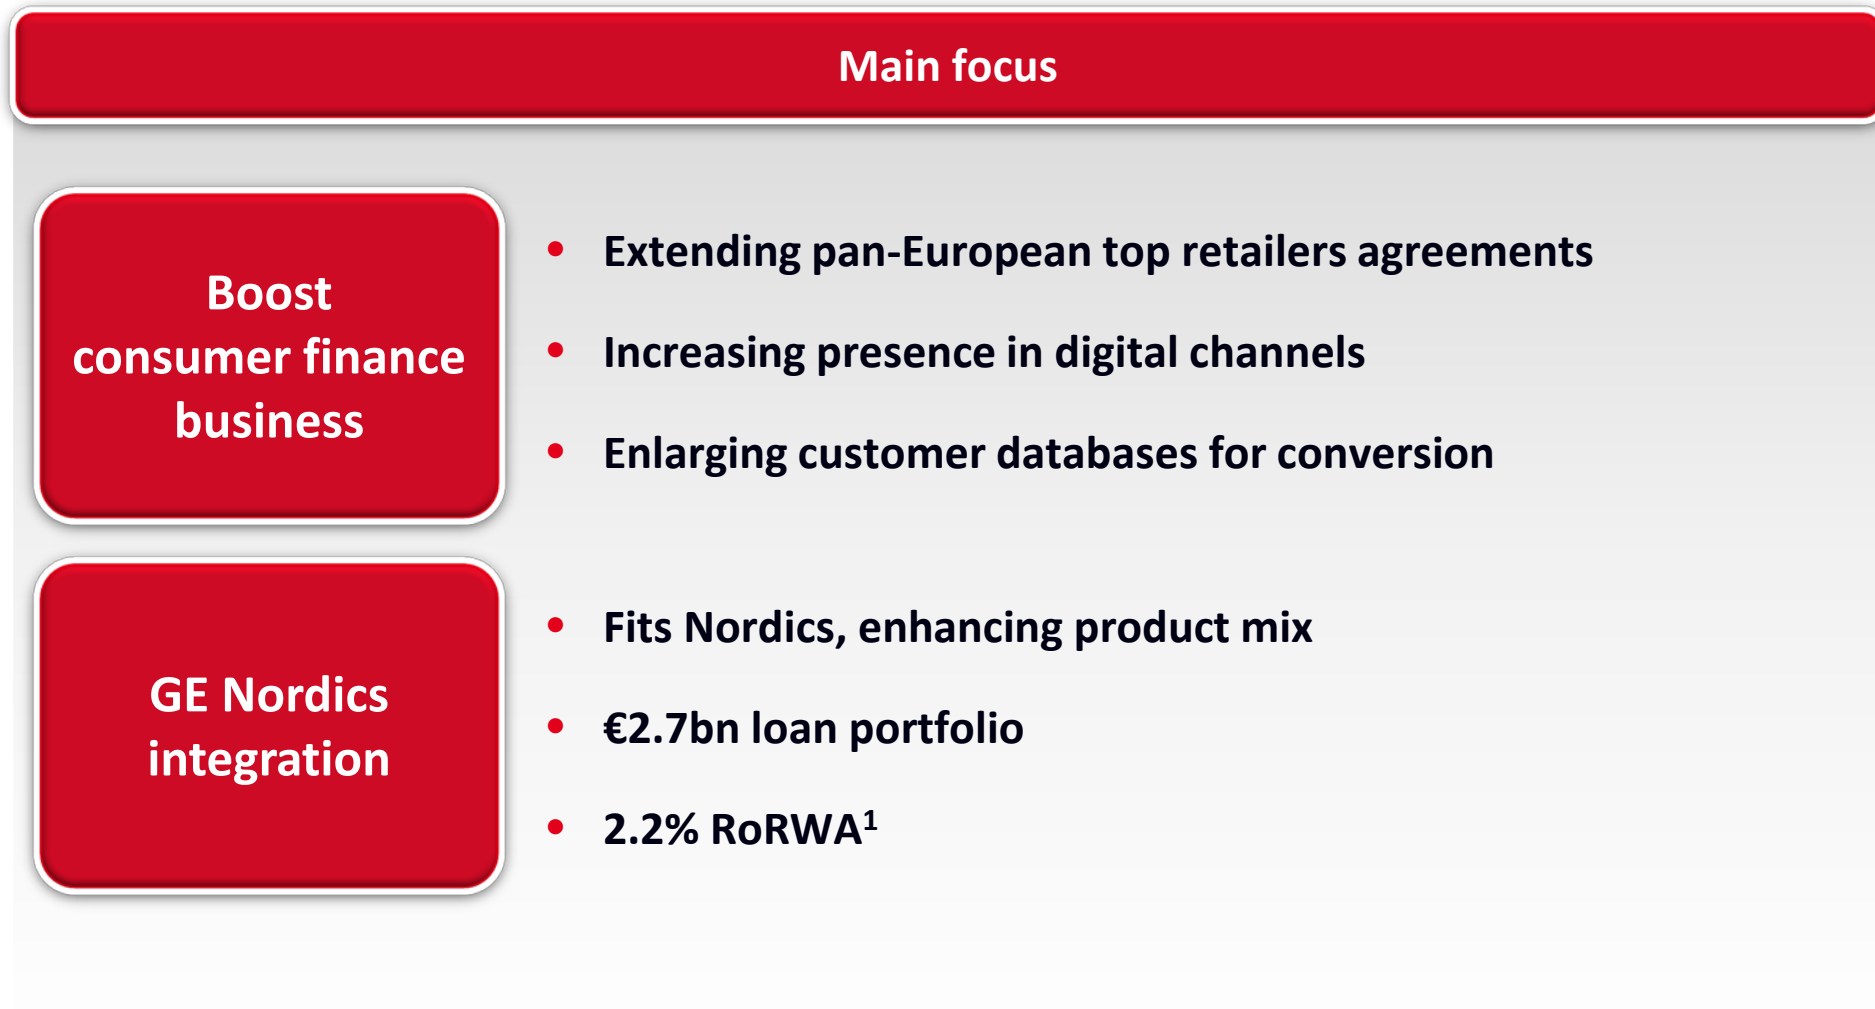 Main focus
Boost
consumer finance
business
• Extending pan-European top retailers agreements
• Increasing presence in digital channels
• Enlarging customer databases for conversion
GE Nordics
integration
• Fits Nordics, enhancing product mix
• €2.7bn loan portfolio
• 2.2% RoRWA¹